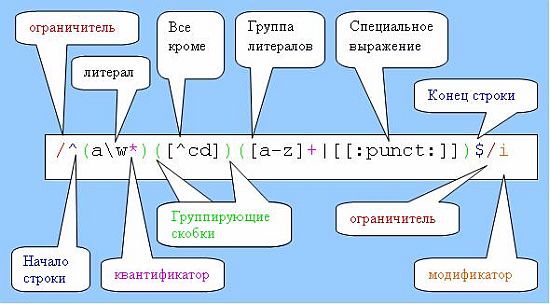 ограничитель
Все
кроме
Группа
литералов
Специальное
выражение
литерал
Конец строки
/^(a\w*)([^cd])([a-z]+|[[:punct:]])$/i
Группирующие
скобки
ограничитель
Начало
строки
квантификатор
модификатор